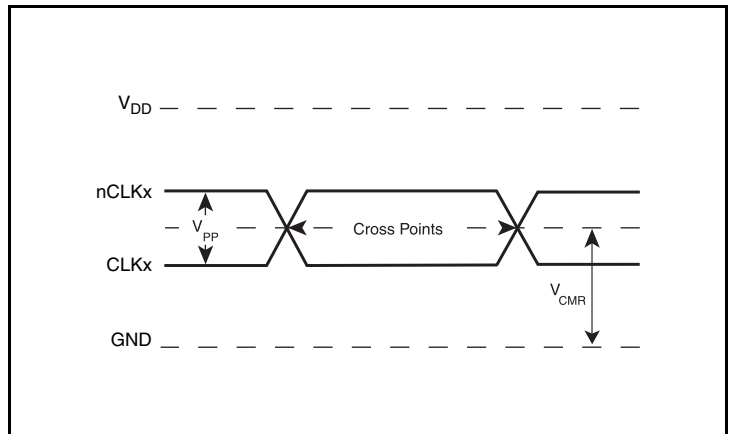 VDD
nCLKx
VPP
Cross Points
CLKx
VCMR
GND